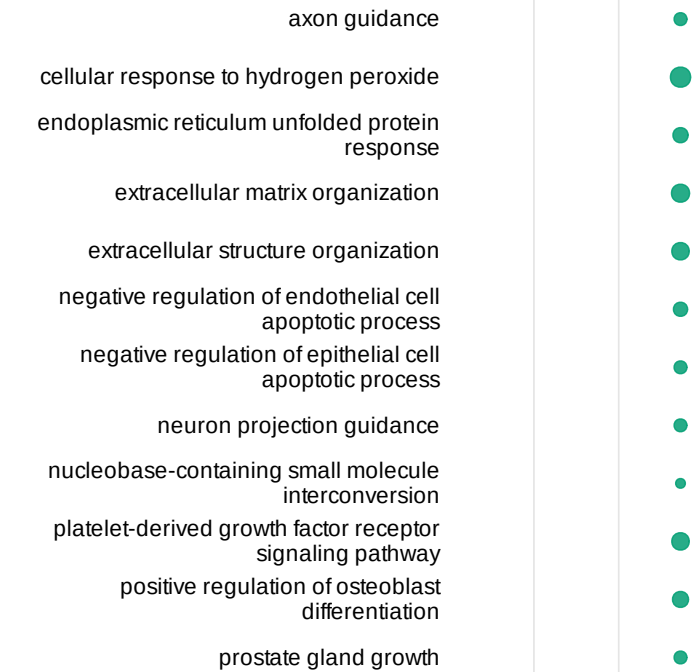 axon guidance
cellular response to hydrogen peroxide
endoplasmic reticulum unfolded protein
response
extracellular matrix organization
extracellular structure organization
negative regulation of endothelial cell
apoptotic process
negative regulation of epithelial cell
apoptotic process
neuron projection guidance
nucleobase-containing small molecule
interconversion
platelet-derived growth factor receptor
signaling pathway
positive regulation of osteoblast
differentiation
prostate gland growth